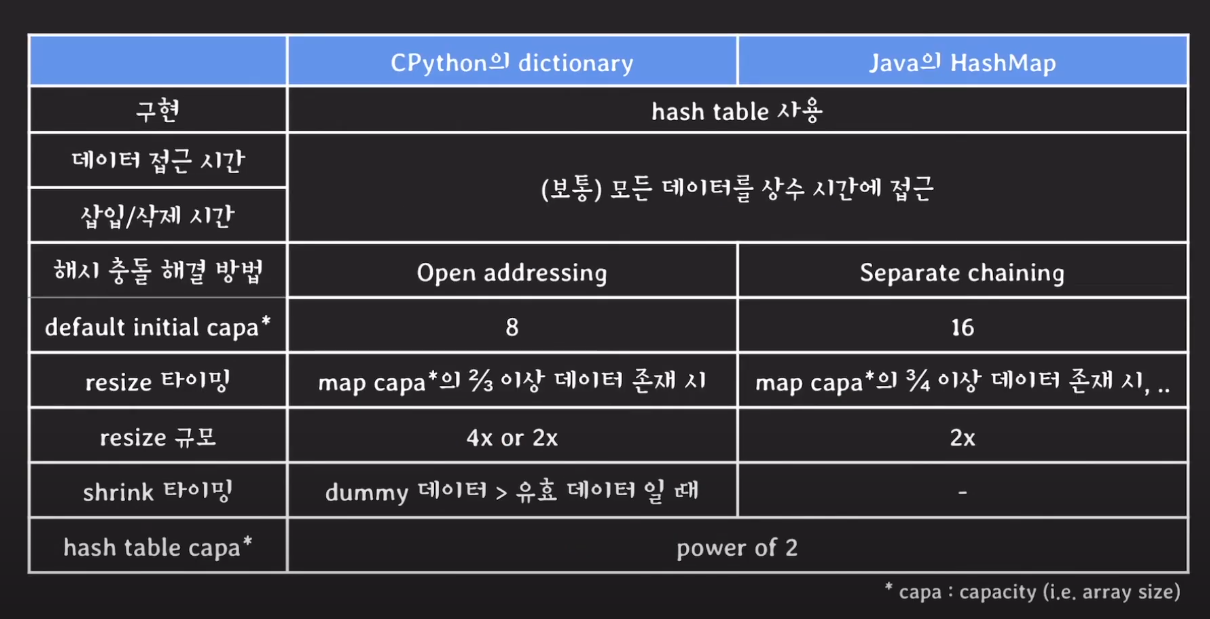 CPython의 dictionary Java의 HashMap
구현 hash table 사용
데이터 접근 시간
(보통) 모든 데이터를 상수 시간에 접근
삽입/삭제 시간
해시 충돌 해결 방법 Open addressing Separate chaining
default initial capa* 8 16
resize 타이밍 map capa*의 ⅔ 이상 데이터 존재 시 map capa*의 ¾ 이상 데이터 존재 시, ..
resize 규모 4x or 2x 2x
shrink 타이밍 dummy 데이터 > 유효 데이터 일 때 -
hash table capa* power of 2
* capa : capacity (i.e. array size)